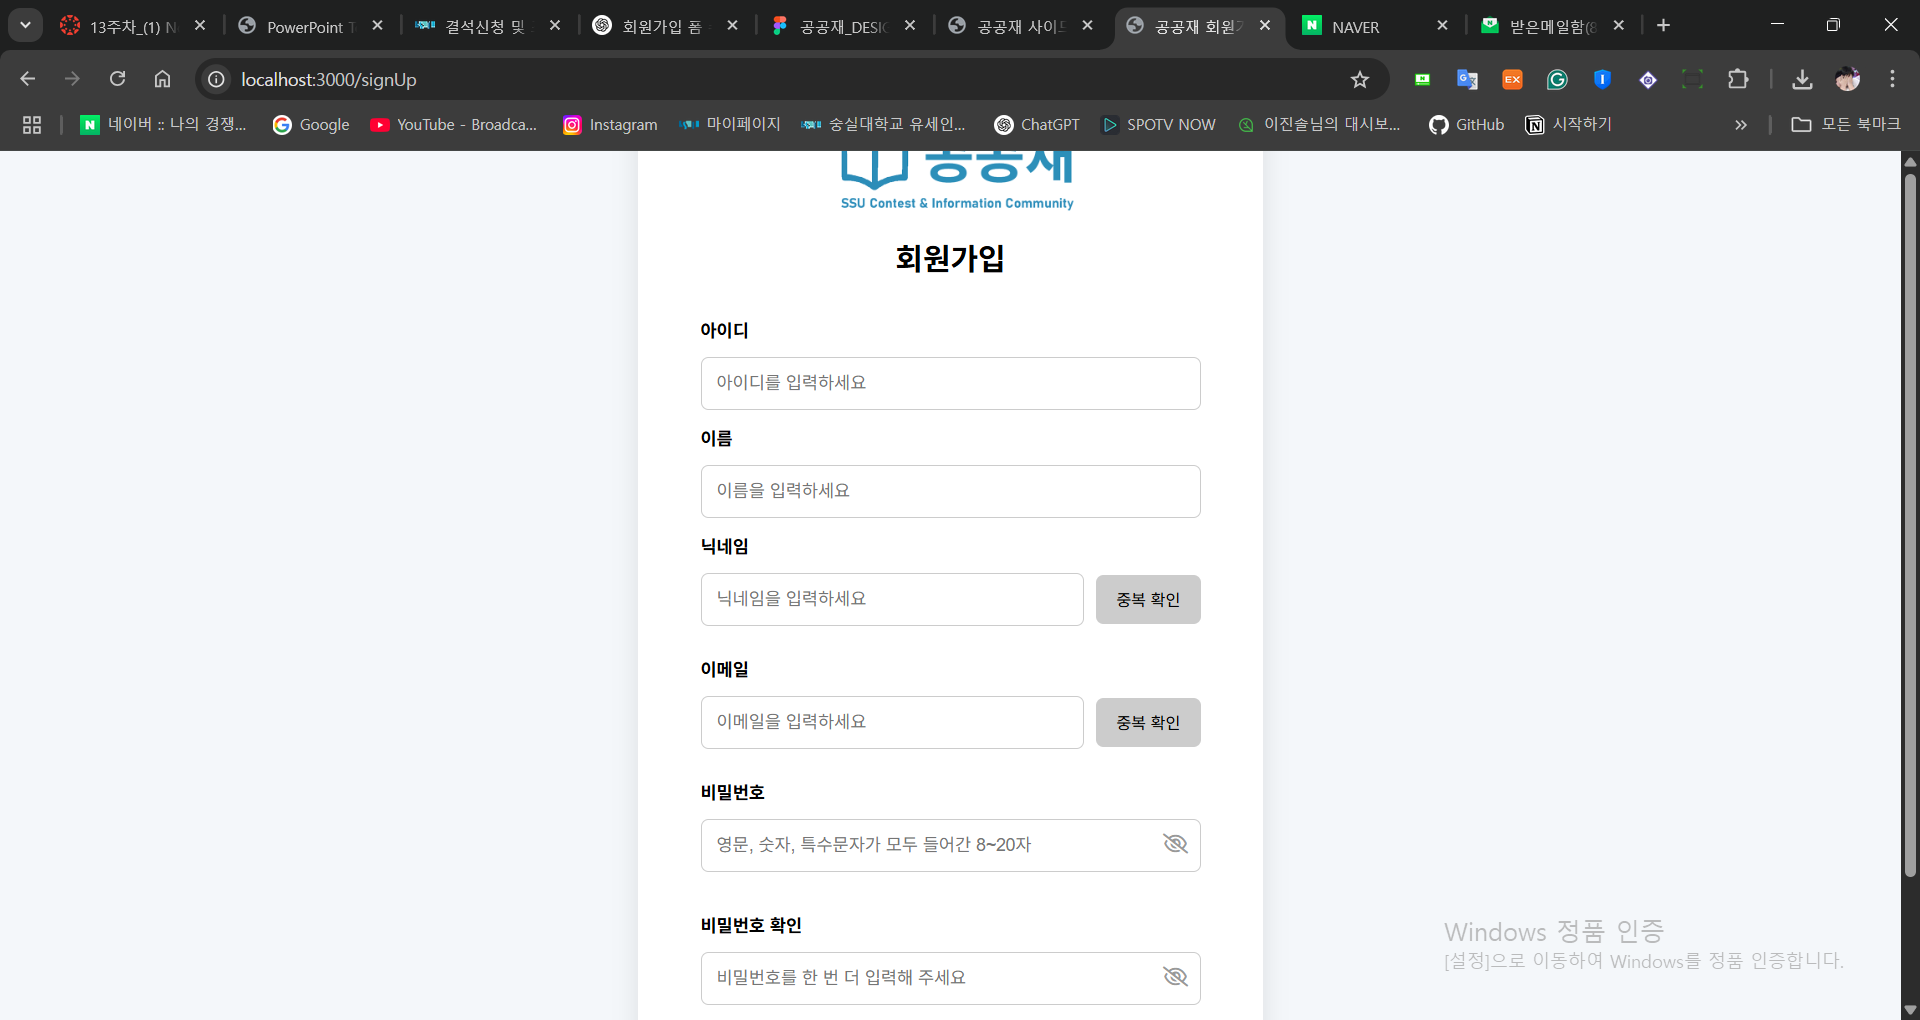 13주차_(1) N
PowerPoint T
결석신청 및
회원가입 폼
공공재_DESIG
공공재 사이트
공공재 회원가
NAVER
받은메일함(8
localhost:3000/signUp
네이버 :: 나의 경쟁...
Google
YouTube - Broadca...
Instagram
마이페이지
숭실대학교 유세인...
ChatGPT
SPOTV NOW
이진솔님의 대시보...
GitHub
시작하기
»
모든 북마크
공공재
SSU Contest & Information Community
회원가입
아이디
아이디를 입력하세요
이름
이름을 입력하세요
닉네임
닉네임을 입력하세요
중복 확인
이메일
이메일을 입력하세요
중복 확인
비밀번호
영문, 숫자, 특수문자가 모두 들어간 8~20자
비밀번호 확인
비밀번호를 한 번 더 입력해 주세요
Windows 정품 인증
[설정]으로 이동하여 Windows를 정품 인증합니다.